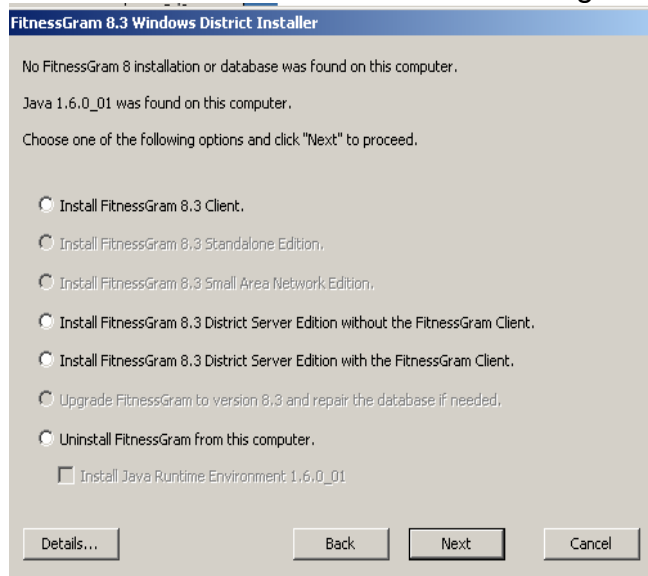 FitnessGram 8.3 Windows District Installer
No FitnessGram 8 installation or database was found on this computer.
Java 1.6.0_01 was found on this computer.
Choose one of the following options and click "Next" to proceed.
Install FitnessGram 8.3 Client.
Install FitnessGram 8.3 Standalone Edition.
Install FitnessGram 8.3 Small Area Network Edition.
Install FitnessGram 8.3 District Server Edition without the FitnessGram Client.
Install FitnessGram 8.3 District Server Edition with the FitnessGram Client.
Upgrade FitnessGram to version 8.3 and repair the database if needed.
Uninstall FitnessGram from this computer.
Install Java Runtime Environment 1.6.0_01
Details... Back Next Cancel